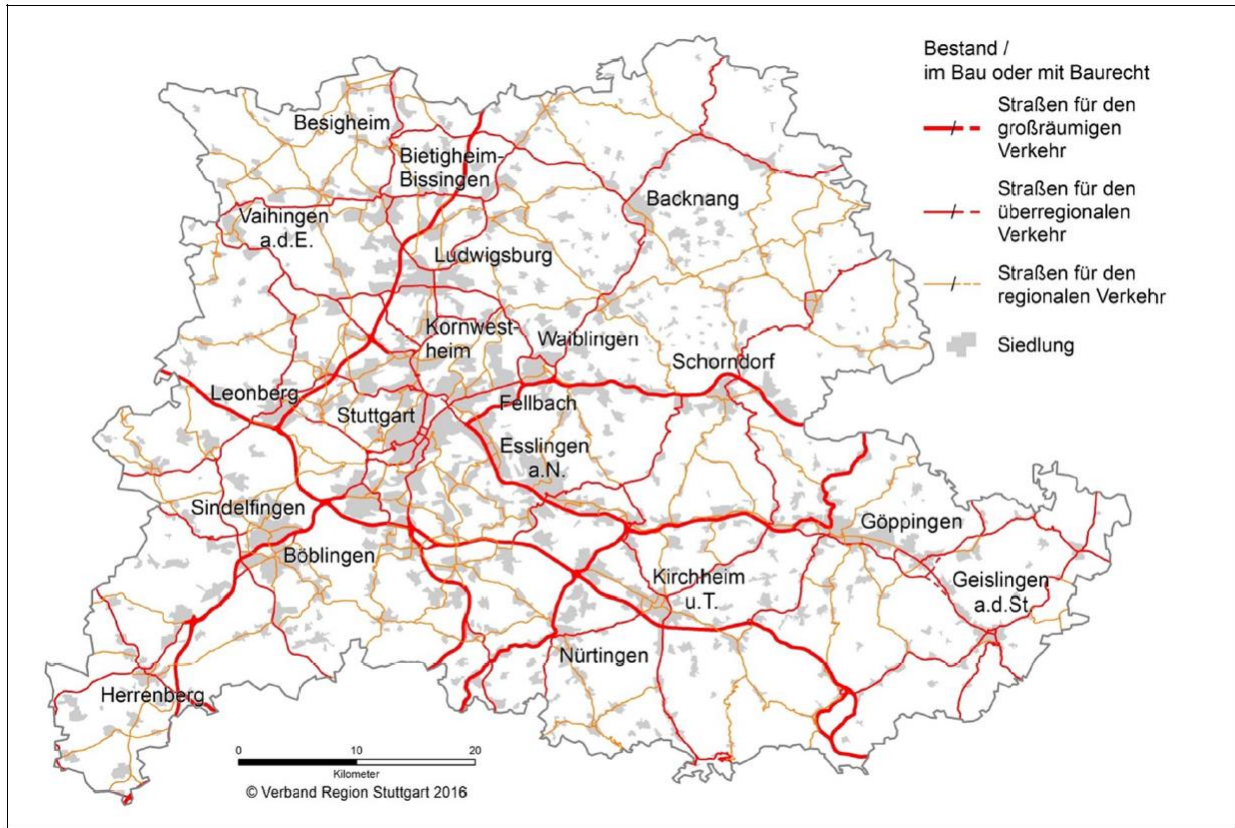 Bestand /
im Bau oder mit Baurecht
Straßen für den
großräumigen
Verkehr
Straßen für den
überregionalen
Verkehr
Straßen für den
regionalen Verkehr
Siedlung
Besigheim
Bietigheim-
Bissingen
Backnang
Vaihingen
a.d.E.
Ludwigsburg
Kornwest-
heim
Waiblingen
Schorndorf
Leonberg
Stuttgart
Fellbach
Esslingen
a.N.
Sindelfingen
Göppingen
Böblingen
Kirchheim
u.T.
Geislingen
a.d.St.
Nürtingen
Herrenberg
0 10 20
Kilometer
© Verband Region Stuttgart 2016